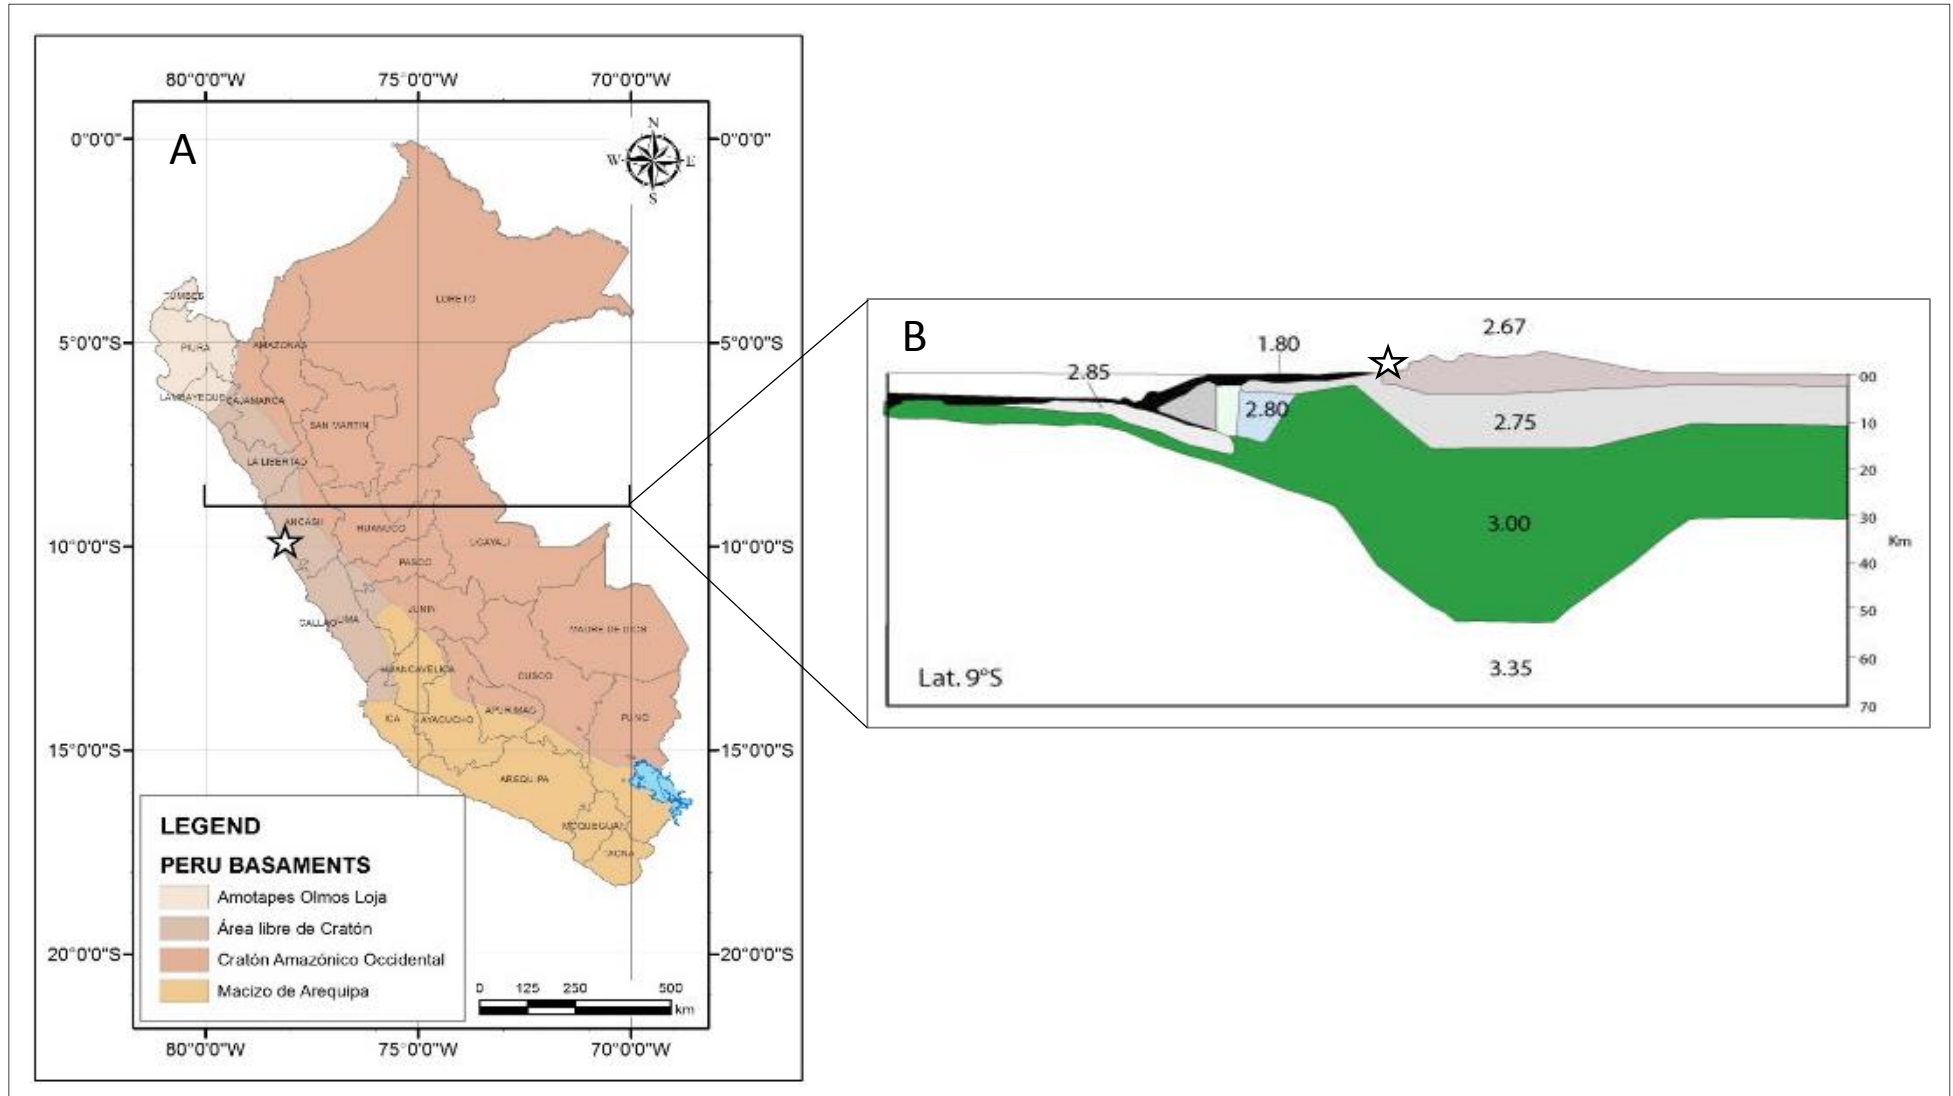 80°0'0"W 75°0'0"W 70°0'0"W
A
N
W E
S
0°0'0" 0°0'0"
5°0'0"S 5°0'0"S
10°0'0"S 10°0'0"S
15°0'0"S 15°0'0"S
20°0'0"S 20°0'0"S
TUMBES
LORETO
PIURA
AMAZONAS
LAMBAYEQUE
CAJAMARCA
SAN MARTIN
LA LIBERTAD
ANCASH
HUANUCO
UCAYALI
PASCO
JUNIN
CALLAO
LIMA
MADRE DE DIOS
HUANCAVELICA
CUSCO
ICA
AYACUCHO
APURIMAC
PUNO
AREQUIPA
MOQUEGUA
TACNA
LEGEND
PERU BASAMENTS
Amotapes Olmos Loja
Área libre de Cratón
Cratón Amazónico Occidental
Macizo de Arequipa
0 125 250 500
km
80°0'0"W 75°0'0"W 70°0'0"W
B
2.67
1.80
2.85
2.80
2.75
3.00
3.35
Lat. 9°S
00
10
20
30
Km
40
50
60
70